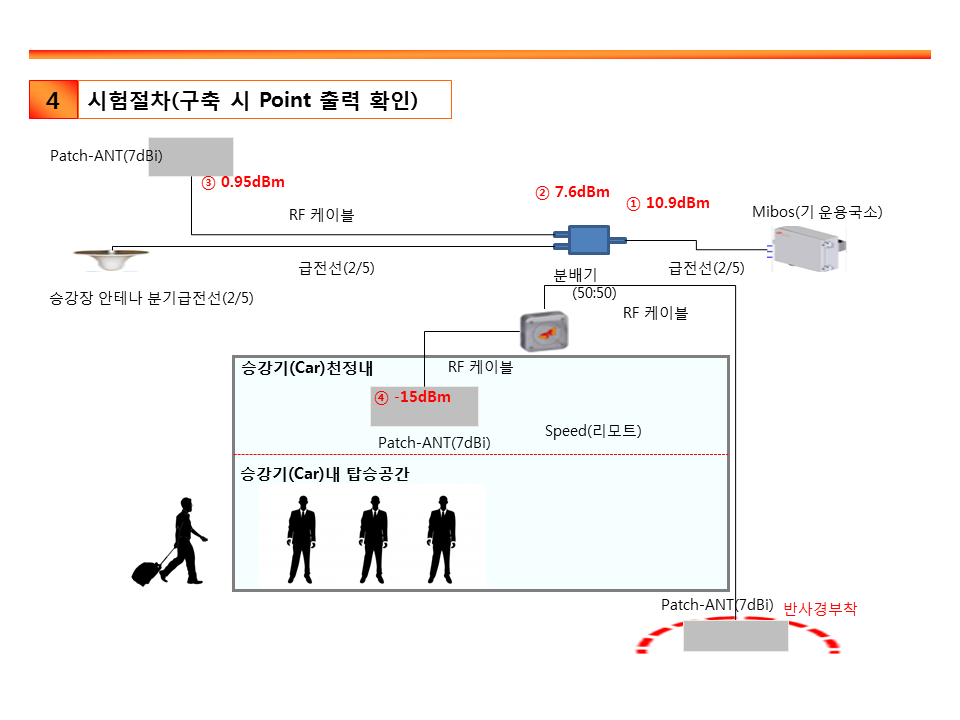 4
시험절차(구축 시 Point 출력 확인)
Patch-ANT(7dBi)
③ 0.95dBm
② 7.6dBm
① 10.9dBm
RF 케이블
Mibos(기 운용국소)
급전선(2/5)
급전선(2/5)
분배기
(50:50)
승강장 안테나 분기급전선(2/5)
RF 케이블
승강기(Car)천정내
RF 케이블
④ -15dBm
Speed(리모트)
Patch-ANT(7dBi)
승강기(Car)내 탑승공간
Patch-ANT(7dBi)
반사경부착